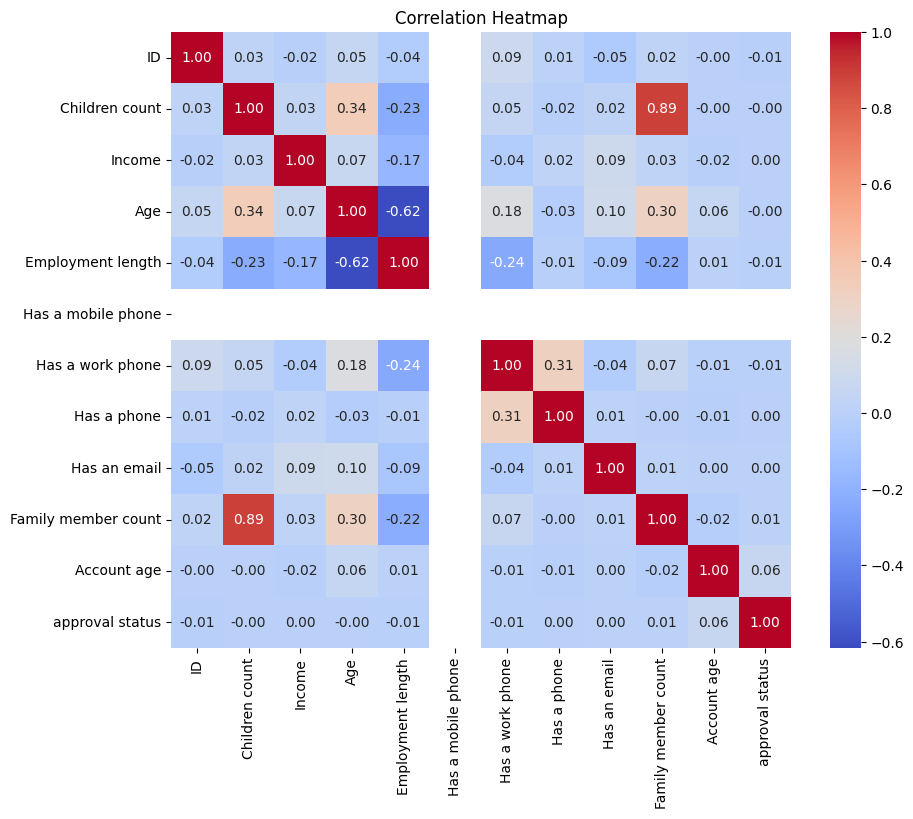 Correlation Heatmap
ID 1.00 0.03 -0.02 0.05 -0.04 0.09 0.01 -0.05 0.02 -0.00 -0.01
Children count 0.03 1.00 0.03 0.34 -0.23 0.05 -0.02 0.02 0.89 -0.00 -0.00
Income -0.02 0.03 1.00 0.07 -0.17 -0.04 0.02 0.09 0.03 -0.02 0.00
Age 0.05 0.34 0.07 1.00 -0.62 0.18 -0.03 0.10 0.30 0.06 -0.00
Employment length -0.04 -0.23 -0.17 -0.62 1.00 -0.24 -0.01 -0.09 -0.22 0.01 -0.01
Has a mobile phone
Has a work phone 0.09 0.05 -0.04 0.18 -0.24 1.00 0.31 -0.04 0.07 -0.01 -0.01
Has a phone 0.01 -0.02 0.02 -0.03 -0.01 0.31 1.00 0.01 -0.00 -0.01 0.00
Has an email -0.05 0.02 0.09 0.10 -0.09 -0.04 0.01 1.00 0.01 0.00 0.00
Family member count 0.02 0.89 0.03 0.30 -0.22 0.07 -0.00 0.01 1.00 -0.02 0.01
Account age -0.00 -0.00 -0.02 0.06 0.01 -0.01 -0.01 0.00 -0.02 1.00 0.06
approval status -0.01 -0.00 0.00 -0.00 -0.01 -0.01 0.00 0.00 0.01 0.06 1.00
ID
Children count
Income
Age
Employment length
Has a mobile phone
Has a work phone
Has a phone
Has an email
Family member count
Account age
approval status
1.0
0.8
0.6
0.4
0.2
0.0
−0.2
−0.4
−0.6